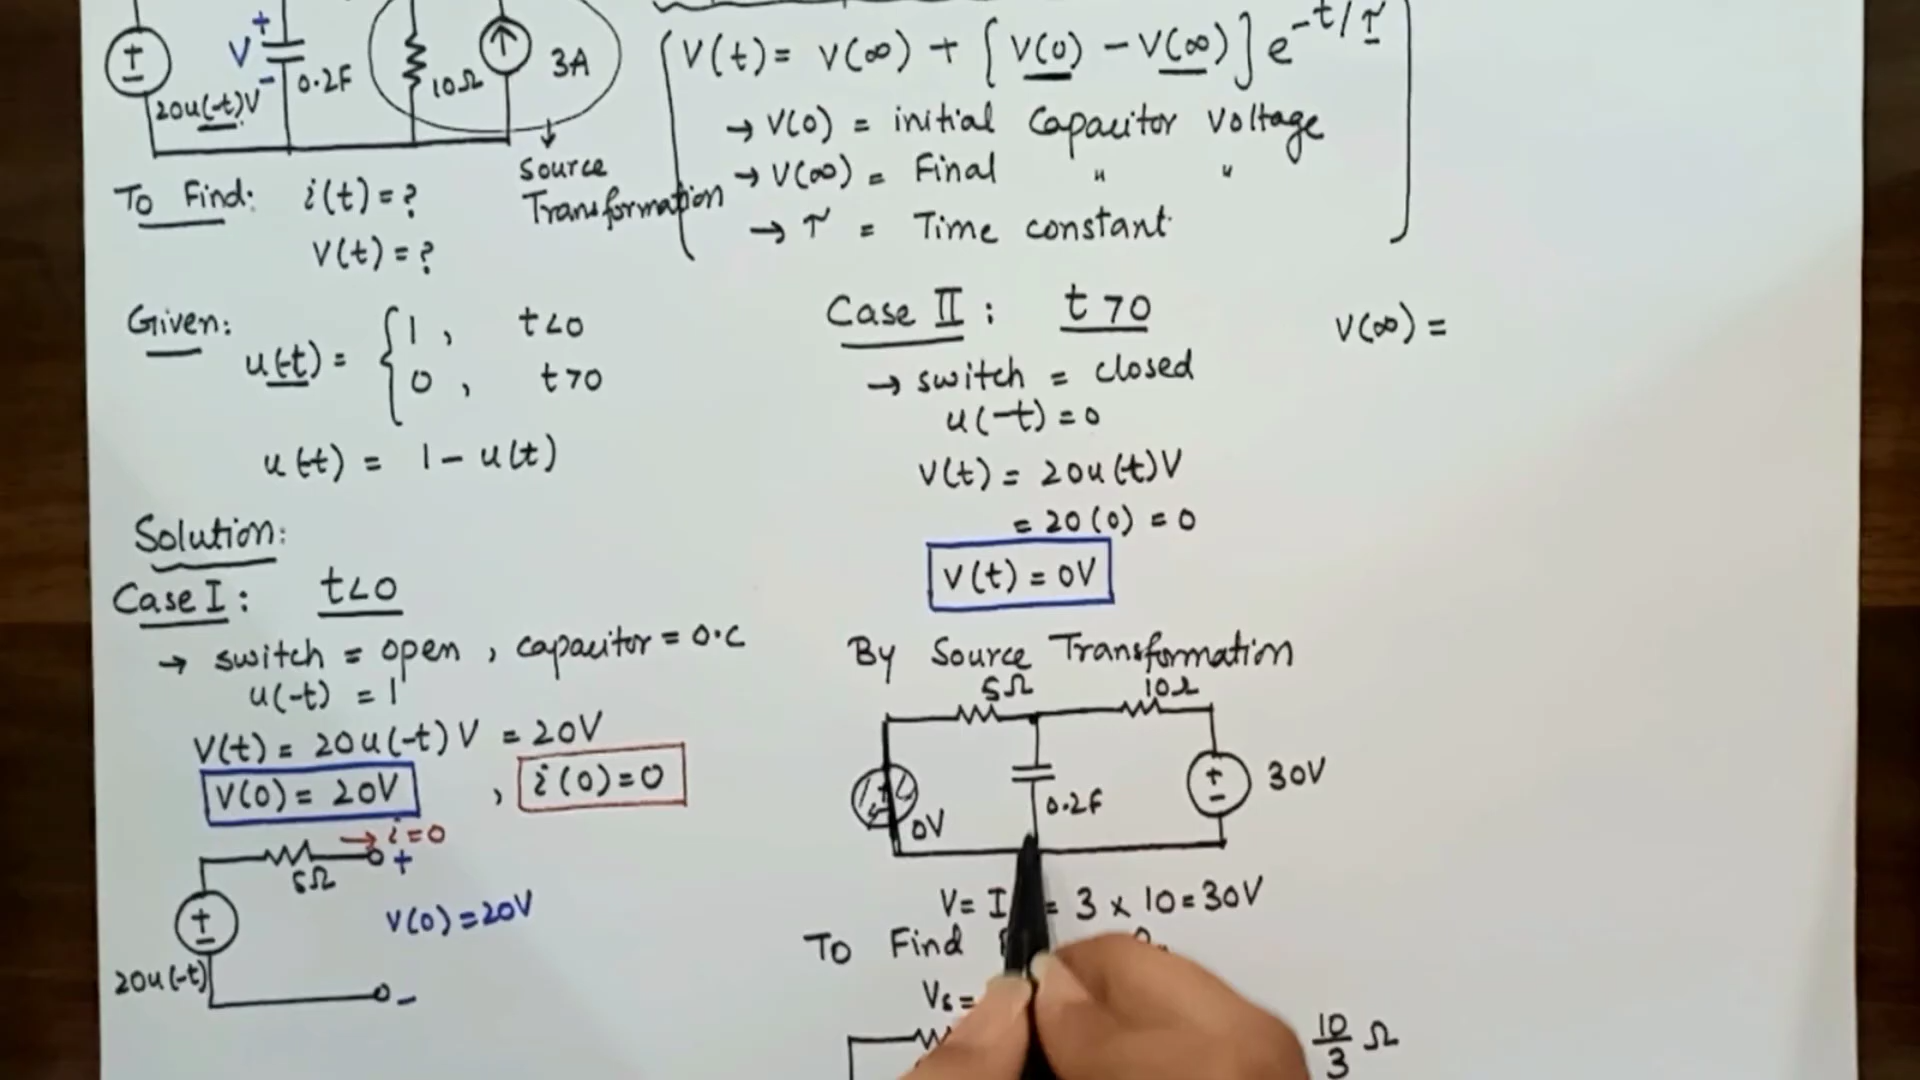 V
+
-
0.2F
20u(-t)V
10Ω
3A
Source
Transformation
V(t) = V(∞) + [V(0) - V(∞)] e^-t/τ
→ V(0) = initial Capacitor Voltage
→ V(∞) = Final " "
→ τ = Time constant
To Find: i(t) = ?
V(t) = ?
Given:
u(-t) = { 1, t<0
0, t>0
u(-t) = 1 - u(t)
Solution:
Case I: t<0
→ switch = open, capacitor = O.C
u(-t) = 1
V(t) = 20u(-t)V = 20V
V(0) = 20V , i(0) = 0
→ i=0
5Ω
+
V(0) = 20V
20u(-t)
-
Case II: t>0
→ switch = closed
u(-t) = 0
V(t) = 20u(-t)V
= 20(0) = 0
V(t) = 0V
By Source Transformation
5Ω 10Ω
0V
0.2F
+
-
30V
V = I = 3 x 10 = 30V
To Find
Vs =
10/3 Ω
V(∞) =